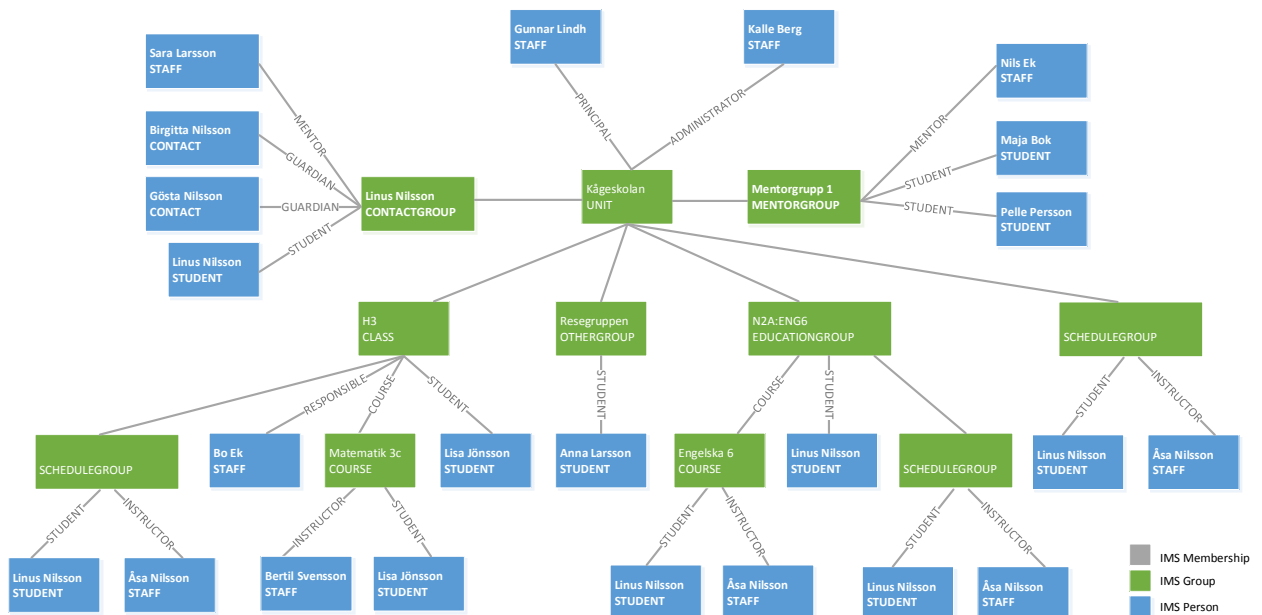 Gunnar Lindh
STAFF
Kalle Berg
STAFF
Sara Larsson
STAFF
Nils Ek
STAFF
PRINCIPAL
ADMINISTRATOR
Birgitta Nilsson
CONTACT
MENTOR
MENTOR
Maja Bok
STUDENT
GUARDIAN
STUDENT
Linus Nilsson
CONTACTGROUP
Kågeskolan
UNIT
Mentorgrupp 1
MENTORGROUP
Gösta Nilsson
CONTACT
GUARDIAN
STUDENT
Pelle Persson
STUDENT
STUDENT
Linus Nilsson
STUDENT
H3
CLASS
Resegruppen
OTHERGROUP
N2A:ENG6
EDUCATIONGROUP
SCHEDULEGROUP
RESPONSIBLE
COURSE
STUDENT
STUDENT
COURSE
STUDENT
STUDENT
INSTRUCTOR
SCHEDULEGROUP
Bo Ek
STAFF
Matematik 3c
COURSE
Lisa Jönsson
STUDENT
Anna Larsson
STUDENT
Engelska 6
COURSE
Linus Nilsson
STUDENT
SCHEDULEGROUP
Linus Nilsson
STUDENT
Åsa Nilsson
STAFF
STUDENT
INSTRUCTOR
INSTRUCTOR
STUDENT
STUDENT
INSTRUCTOR
STUDENT
INSTRUCTOR
Linus Nilsson
STUDENT
Åsa Nilsson
STAFF
Bertil Svensson
STAFF
Lisa Jönsson
STUDENT
Linus Nilsson
STUDENT
Åsa Nilsson
STAFF
Linus Nilsson
STUDENT
Åsa Nilsson
STAFF
IMS Membership
IMS Group
IMS Person